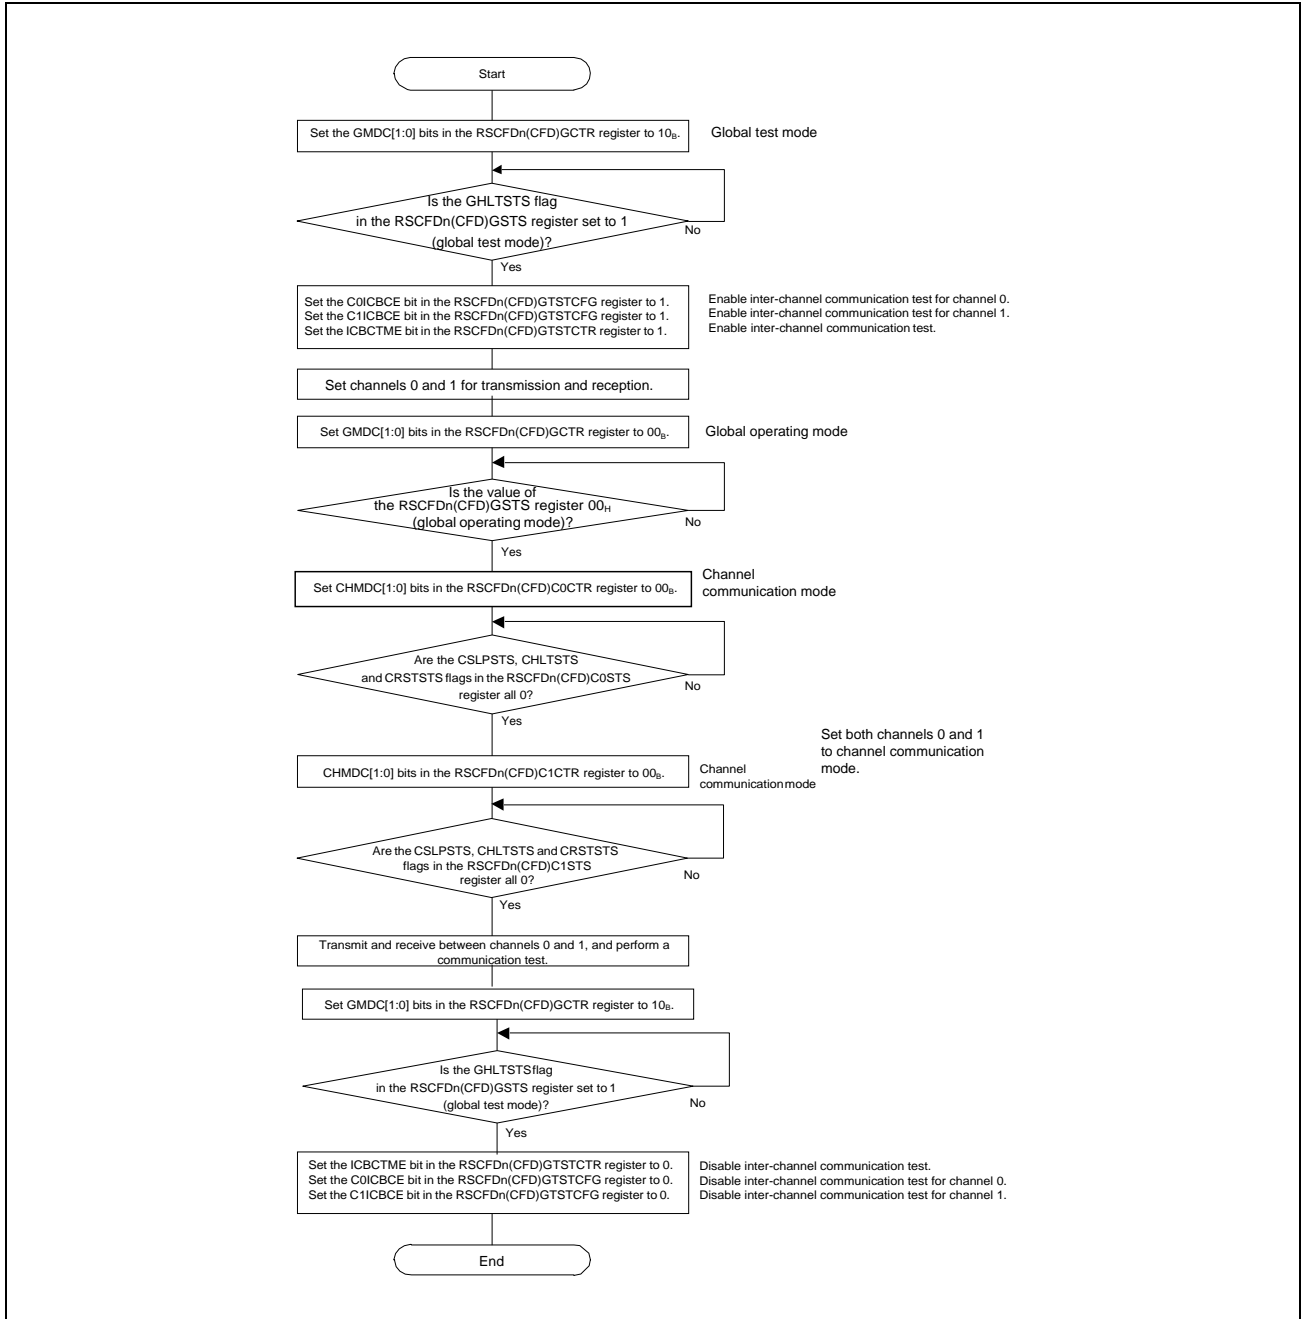 Start
Set the GMDC[1:0] bits in the RSCFDn(CFD)GCTR register to 10B.
Global test mode
Is the GHLTSTS flag
in the RSCFDn(CFD)GSTS register set to 1
(global test mode)?
No
Yes
Set the C0ICBCE bit in the RSCFDn(CFD)GTSTCFG register to 1.
Set the C1ICBCE bit in the RSCFDn(CFD)GTSTCFG register to 1.
Set the ICBCTME bit in the RSCFDn(CFD)GTSTCTR register to 1.
Enable inter-channel communication test for channel 0.
Enable inter-channel communication test for channel 1.
Enable inter-channel communication test.
Set channels 0 and 1 for transmission and reception.
Set GMDC[1:0] bits in the RSCFDn(CFD)GCTR register to 00B.
Global operating mode
Is the value of
the RSCFDn(CFD)GSTS register 00H
(global operating mode)?
No
Yes
Set CHMDC[1:0] bits in the RSCFDn(CFD)C0CTR register to 00B.
Channel
communication mode
Are the CSLPSTS, CHLTSTS
and CRSTSTS flags in the RSCFDn(CFD)C0STS
register all 0?
No
Yes
Set both channels 0 and 1
to channel communication
mode.
CHMDC[1:0] bits in the RSCFDn(CFD)C1CTR register to 00B.
Channel
communication mode
Are the CSLPSTS, CHLTSTS and CRSTSTS
flags in the RSCFDn(CFD)C1STS
register all 0?
No
Yes
Transmit and receive between channels 0 and 1, and perform a
communication test.
Set GMDC[1:0] bits in the RSCFDn(CFD)GCTR register to 10B.
Is the GHLTSTS flag
in the RSCFDn(CFD)GSTS register set to 1
(global test mode)?
No
Yes
Set the ICBCTME bit in the RSCFDn(CFD)GTSTCTR register to 0.
Set the C0ICBCE bit in the RSCFDn(CFD)GTSTCFG register to 0.
Set the C1ICBCE bit in the RSCFDn(CFD)GTSTCFG register to 0.
Disable inter-channel communication test.
Disable inter-channel communication test for channel 0.
Disable inter-channel communication test for channel 1.
End